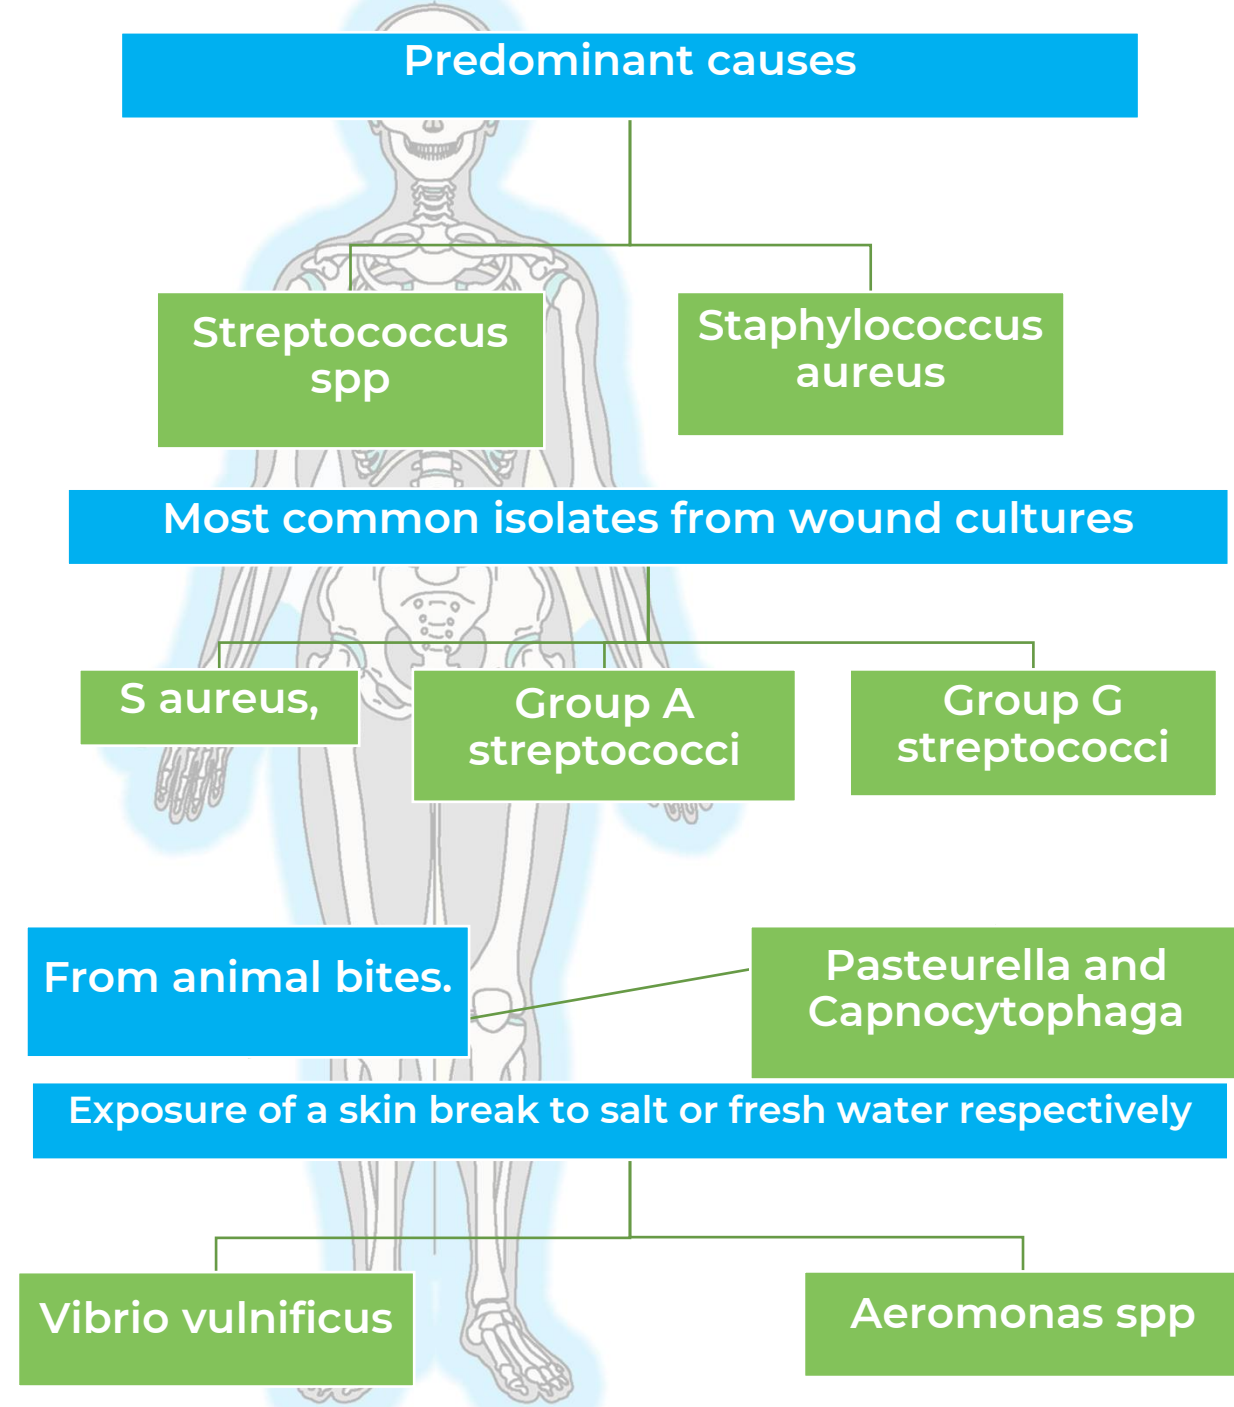 Predominant causes
Streptococcus
spp
Staphylococcus
aureus
Most common isolates from wound cultures
S aureus,
Group A
streptococci
Group G
streptococci
From animal bites.
Pasteurella and
Capnocytophaga
Exposure of a skin break to salt or fresh water respectively
Vibrio vulnificus
Aeromonas spp